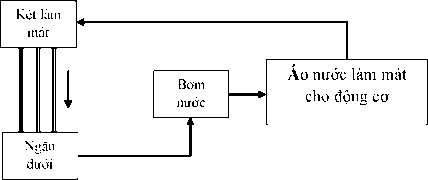 Két làm
mát
Bơm
nước
Áo nước làm mát
cho động cơ
Ngăn
dưới